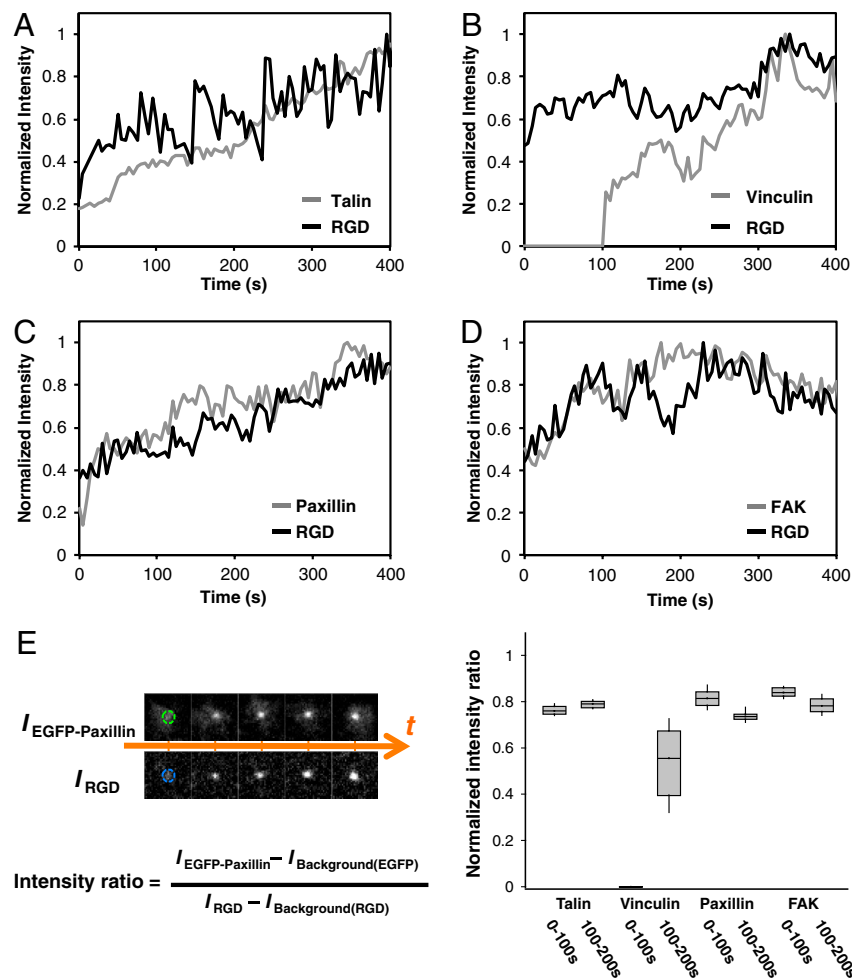 A
Normalized Intensity
1
0.8
0.6
0.4
0.2
0
0 100 200 300 400
Time (s)
Talin
RGD
B
Normalized Intensity
1
0.8
0.6
0.4
0.2
0
0 100 200 300 400
Time (s)
Vinculin
RGD
C
Normalized Intensity
1
0.8
0.6
0.4
0.2
0
0 100 200 300 400
Time (s)
Paxillin
RGD
D
Normalized intensity
1
0.8
0.6
0.4
0.2
0
0 100 200 300 400
Time (s)
FAK
RGD
E
I EGFP-Paxillin
t
I RGD
Intensity ratio = I EGFP-Paxillin – I Background(EGFP)
I RGD – I Background(RGD)
Normalized intensity ratio
1
0.8
0.6
0.4
0.2
0
Talin Vinculin Paxillin FAK
0-100s 100-200s 0-100s 100-200s 0-100s 100-200s 0-100s 100-200s